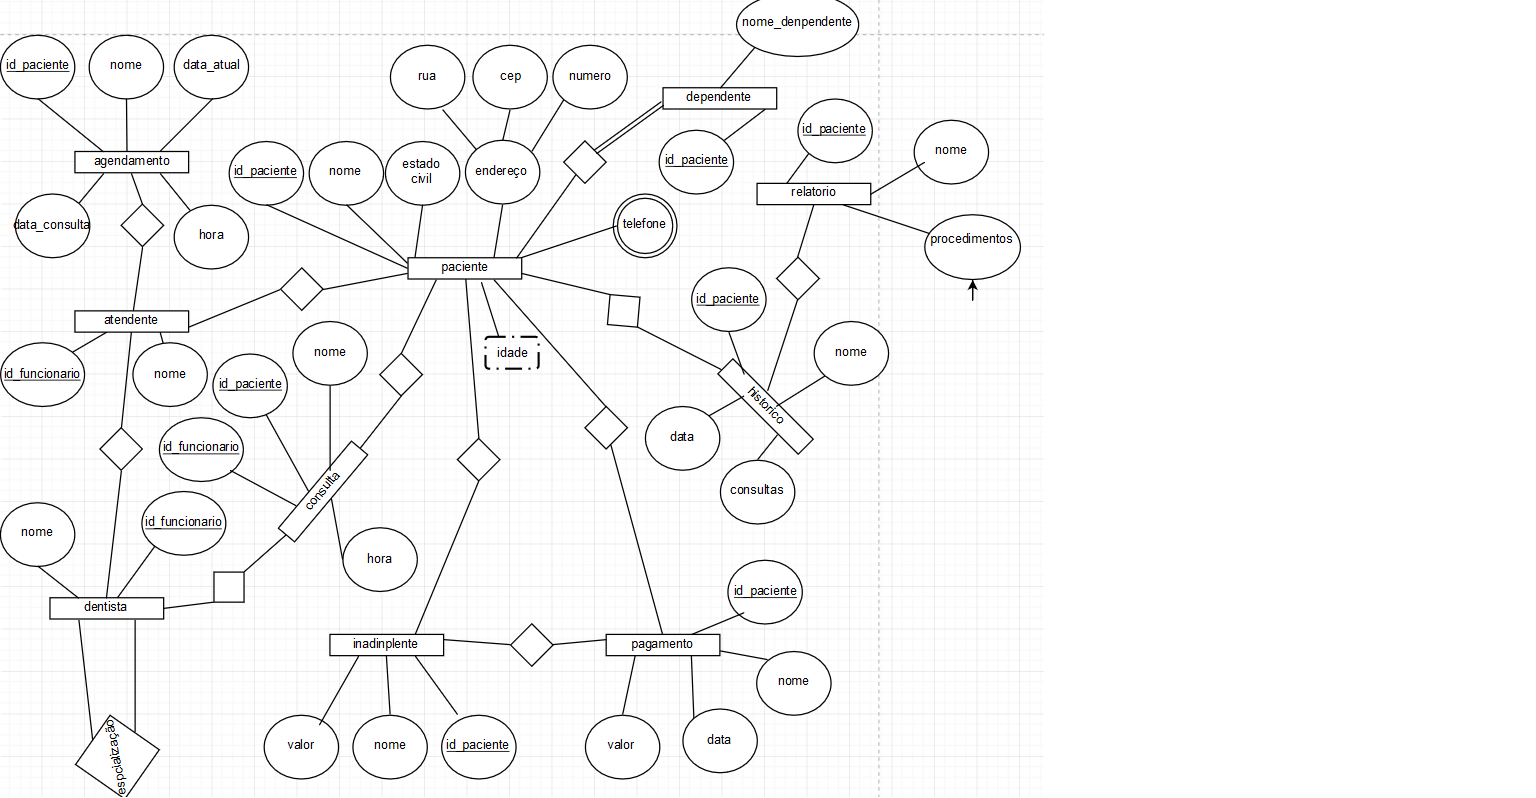 nome_denpendente
id_paciente
nome
data_atual
rua
cep
numero
dependente
id_paciente
nome
agendamento
id_paciente
nome
estado
civil
endereço
id_paciente
relatorio
data_consulta
hora
telefone
procedimentos
paciente
id_paciente
atendente
nome
idade
nome
id_funcionario
nome
id_paciente
historico
data
id_funcionario
consulta
consultas
nome
id_funcionario
hora
id_paciente
dentista
inadinplente
pagamento
nome
valor
nome
id_paciente
valor
data
espcialização